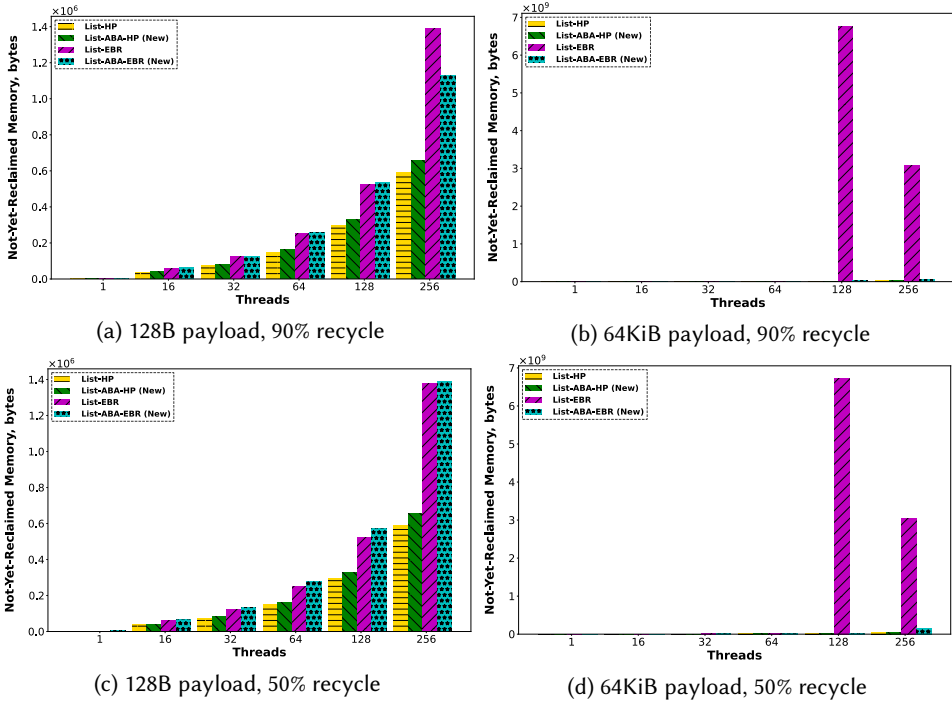 ×10⁶
Not-Yet-Reclaimed Memory, bytes
1.4
1.2
1.0
0.8
0.6
0.4
0.2
0.0
List-HP
List-ABA-HP (New)
List-EBR
List-ABA-EBR (New)
1 16 32 64 128 256
Threads
(a) 128B payload, 90% recycle
×10⁹
Not-Yet-Reclaimed Memory, bytes
7
6
5
4
3
2
1
0
List-HP
List-ABA-HP (New)
List-EBR
List-ABA-EBR (New)
1 16 32 64 128 256
Threads
(b) 64KiB payload, 90% recycle
×10⁶
Not-Yet-Reclaimed Memory, bytes
1.4
1.2
1.0
0.8
0.6
0.4
0.2
0.0
List-HP
List-ABA-HP (New)
List-EBR
List-ABA-EBR (New)
1 16 32 64 128 256
Threads
(c) 128B payload, 50% recycle
×10⁹
Not-Yet-Reclaimed Memory, bytes
7
6
5
4
3
2
1
0
List-HP
List-ABA-HP (New)
List-EBR
List-ABA-EBR (New)
1 16 32 64 128 256
Threads
(d) 64KiB payload, 50% recycle